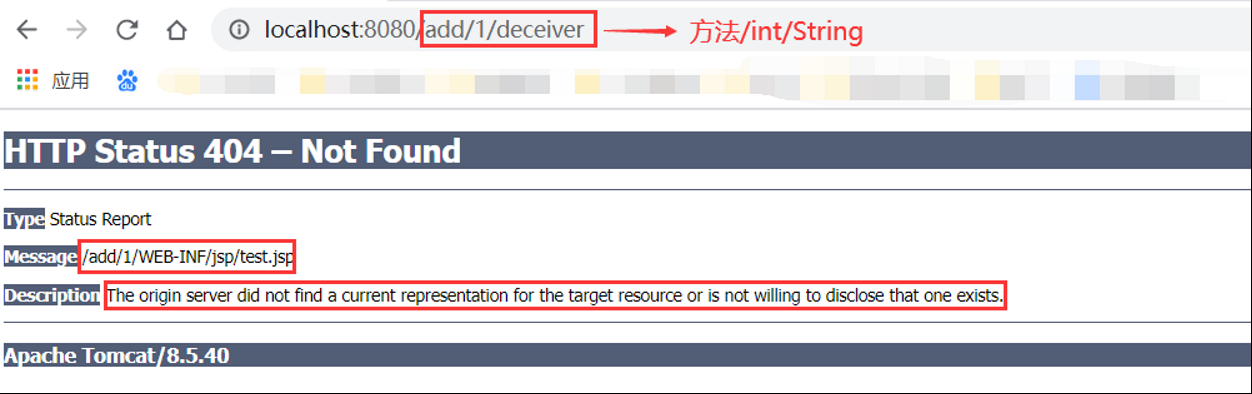 localhost:8080/add/1/deceiver 方法/int/String
应用 du
HTTP Status 404 – Not Found
Type Status Report
Message /add/1/WEB-INF/jsp/test.jsp
Description The origin server did not find a current representation for the target resource or is not willing to disclose that one exists.
Apache Tomcat/8.5.40